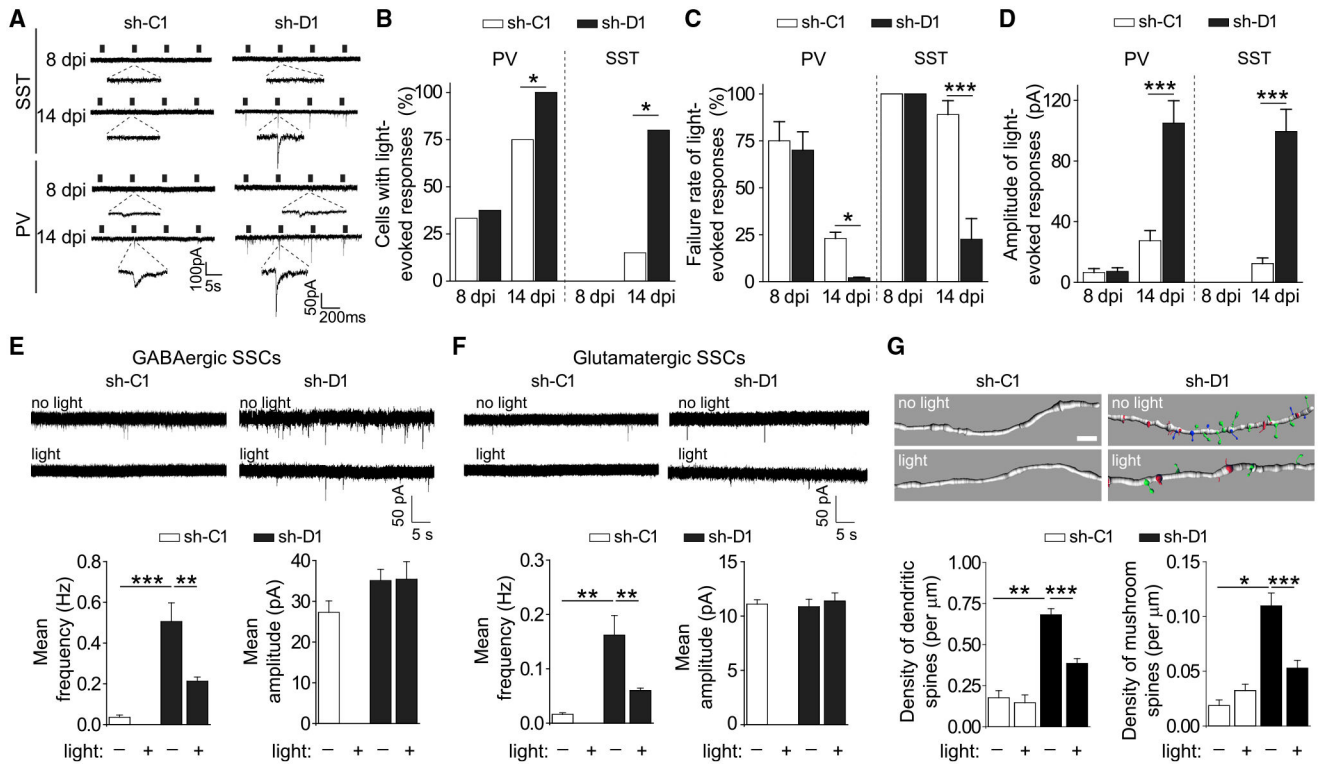 A
sh-C1 sh-D1
SST
8 dpi
14 dpi
PV
8 dpi
14 dpi
100pA
5s
50pA
200ms
B
sh-C1 sh-D1
PV SST
Cells with light-
evoked responses (%)
100
75
50
25
0
* *
8 dpi 14 dpi 8 dpi 14 dpi
C
sh-C1 sh-D1
PV SST
Failure rate of light-
evoked responses (%)
100
75
50
25
0
* ***
8 dpi 14 dpi 8 dpi 14 dpi
D
sh-C1 sh-D1
PV SST
Amplitude of light-
evoked responses (pA)
120
80
40
0
*** ***
8 dpi 14 dpi 8 dpi 14 dpi
E
GABAergic SSCs
sh-C1 sh-D1
no light no light
light light
50 pA
5 s
sh-C1 sh-D1
Mean
frequency (Hz)
0.8
0.6
0.4
0.2
0.0
*** **
Mean
amplitude (pA)
40
30
20
10
0
light: – + – + – + – +
F
Glutamatergic SSCs
sh-C1 sh-D1
no light no light
light light
50 pA
5 s
sh-C1 sh-D1
Mean
frequency (Hz)
0.3
0.2
0.1
0.0
** **
Mean
amplitude (pA)
15
10
5
0
light: – + – + – + – +
G
sh-C1 sh-D1
no light no light
light light
sh-C1 sh-D1
Density of dendritic
spines (per μm)
1.00
0.75
0.50
0.25
0.00
** ***
Density of mushroom
spines (per μm)
0.15
0.10
0.05
0.00
* ***
light: – + – + – + – +